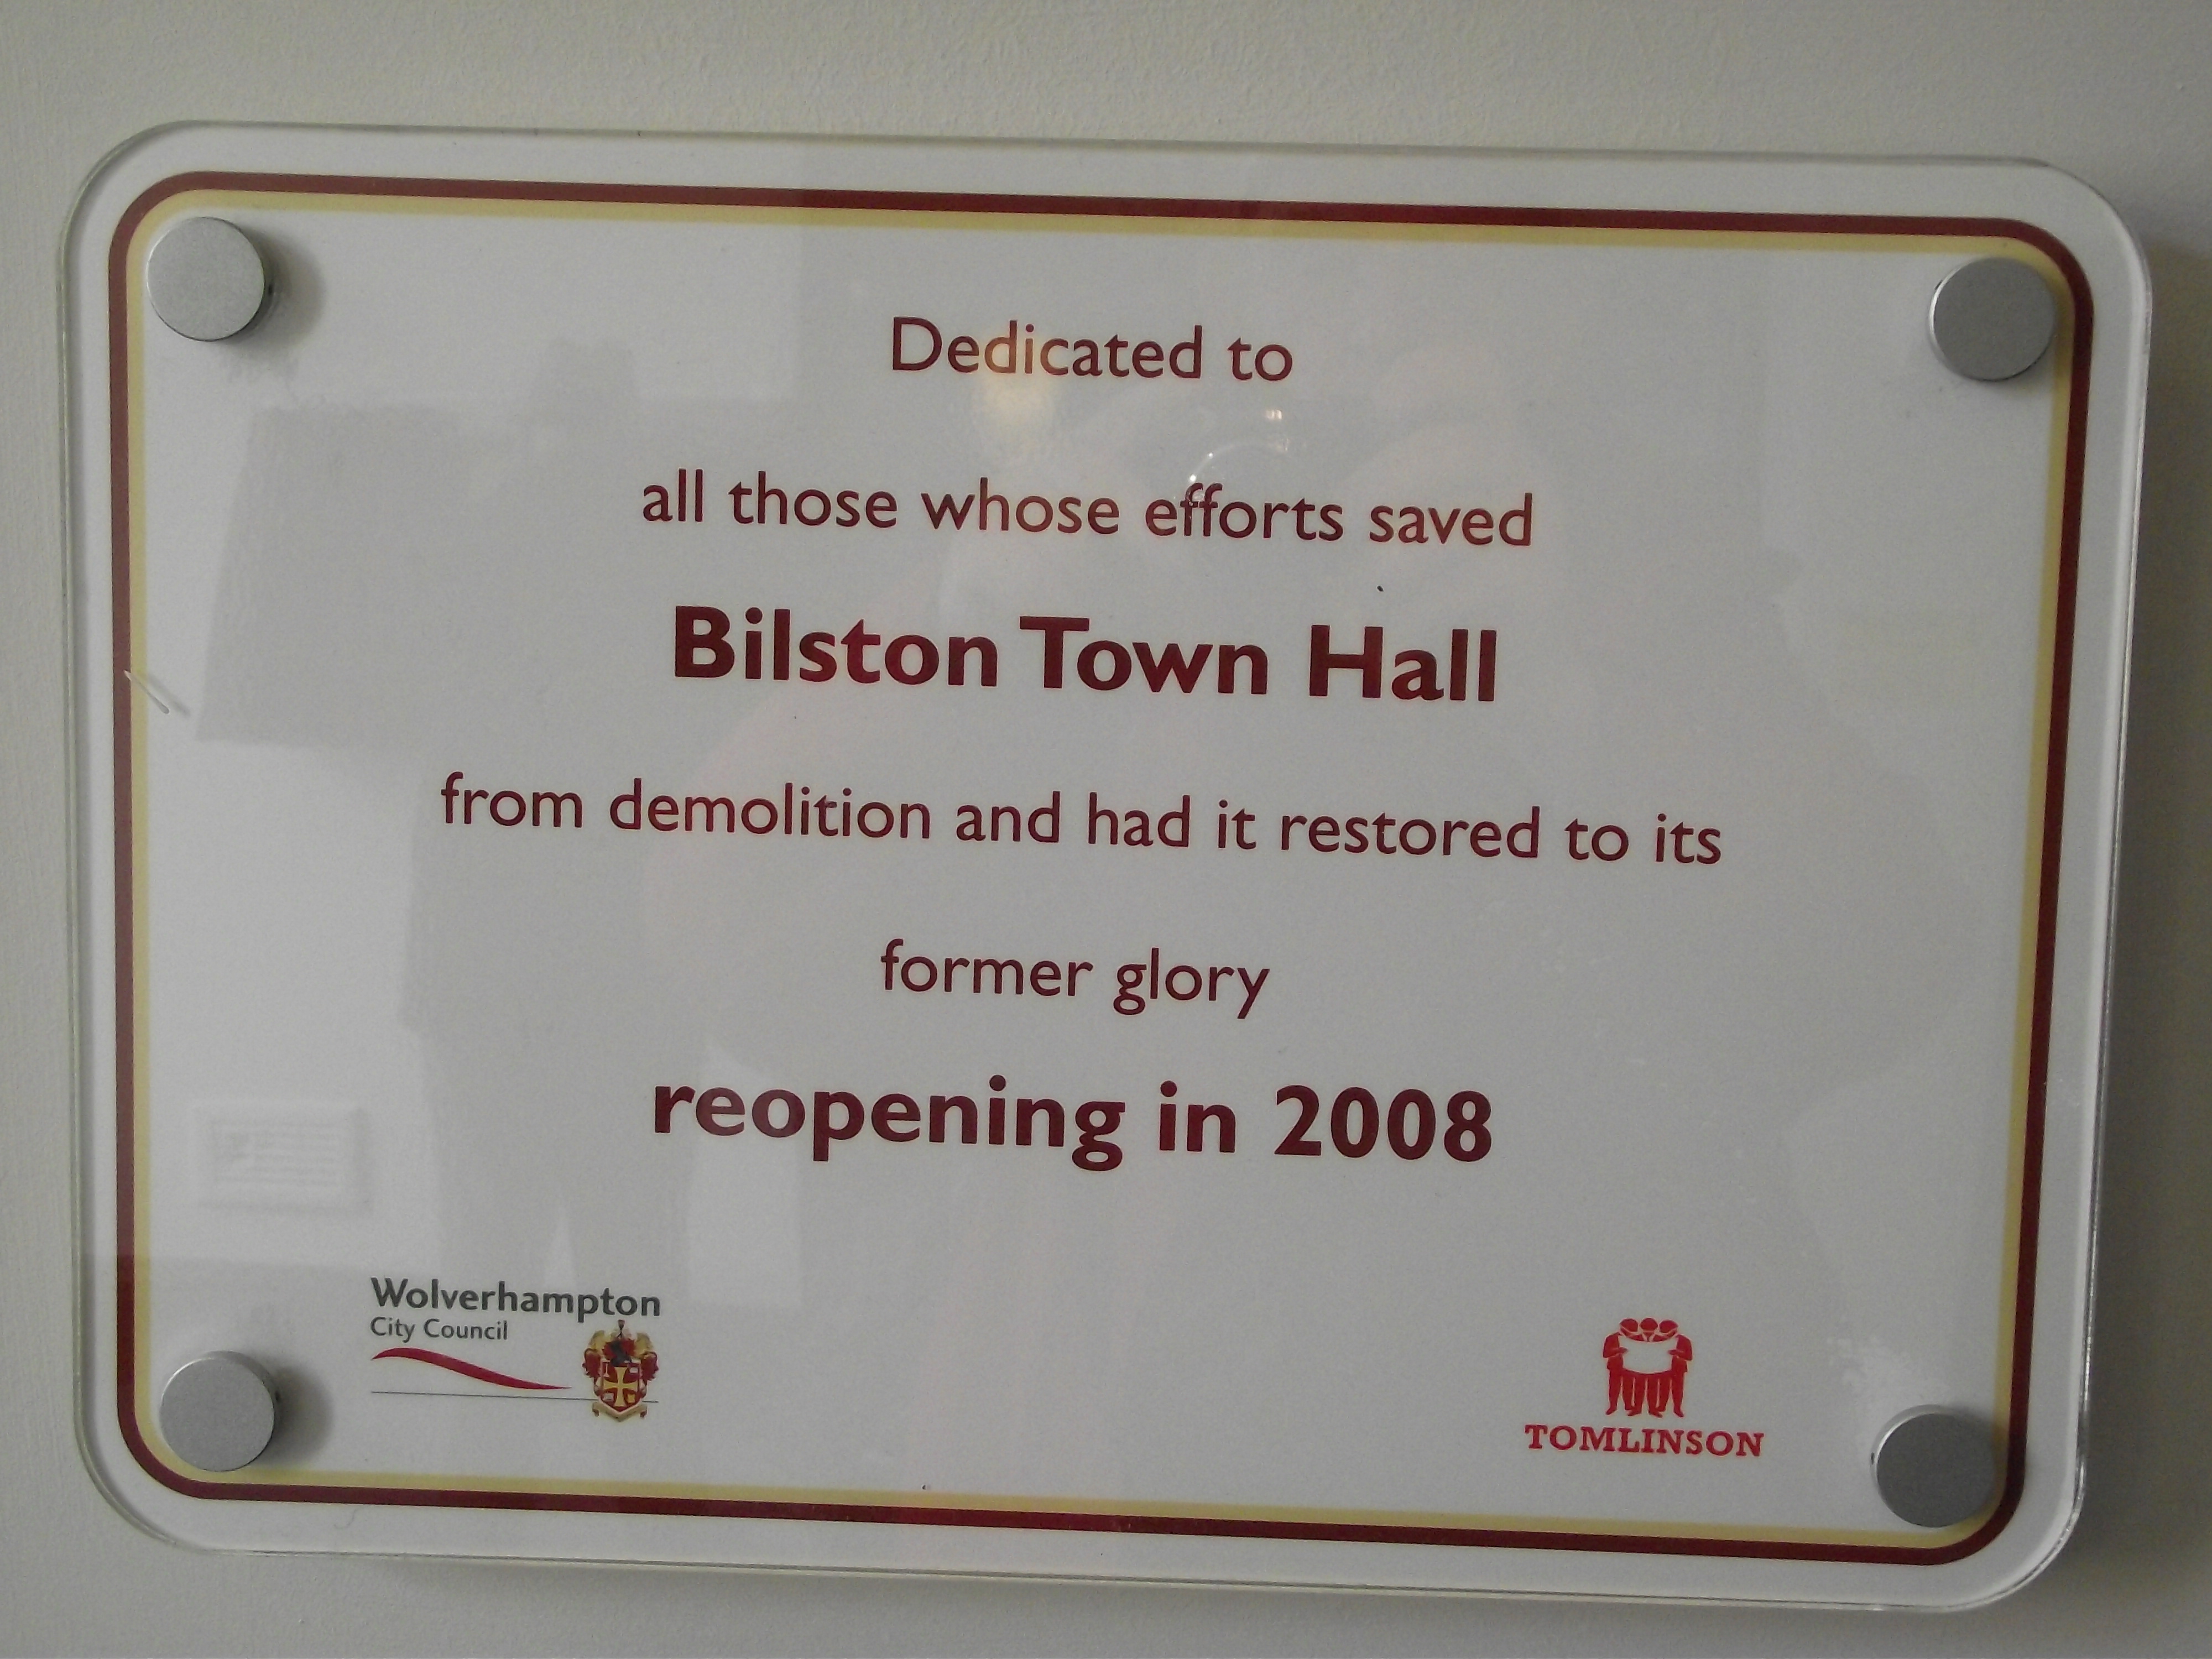 Dedicated to
all those whose efforts saved
Bilston Town Hall
from demolition and had it restored to its
former glory
reopening in 2008
Wolverhampton
City Council
TOMLINSON